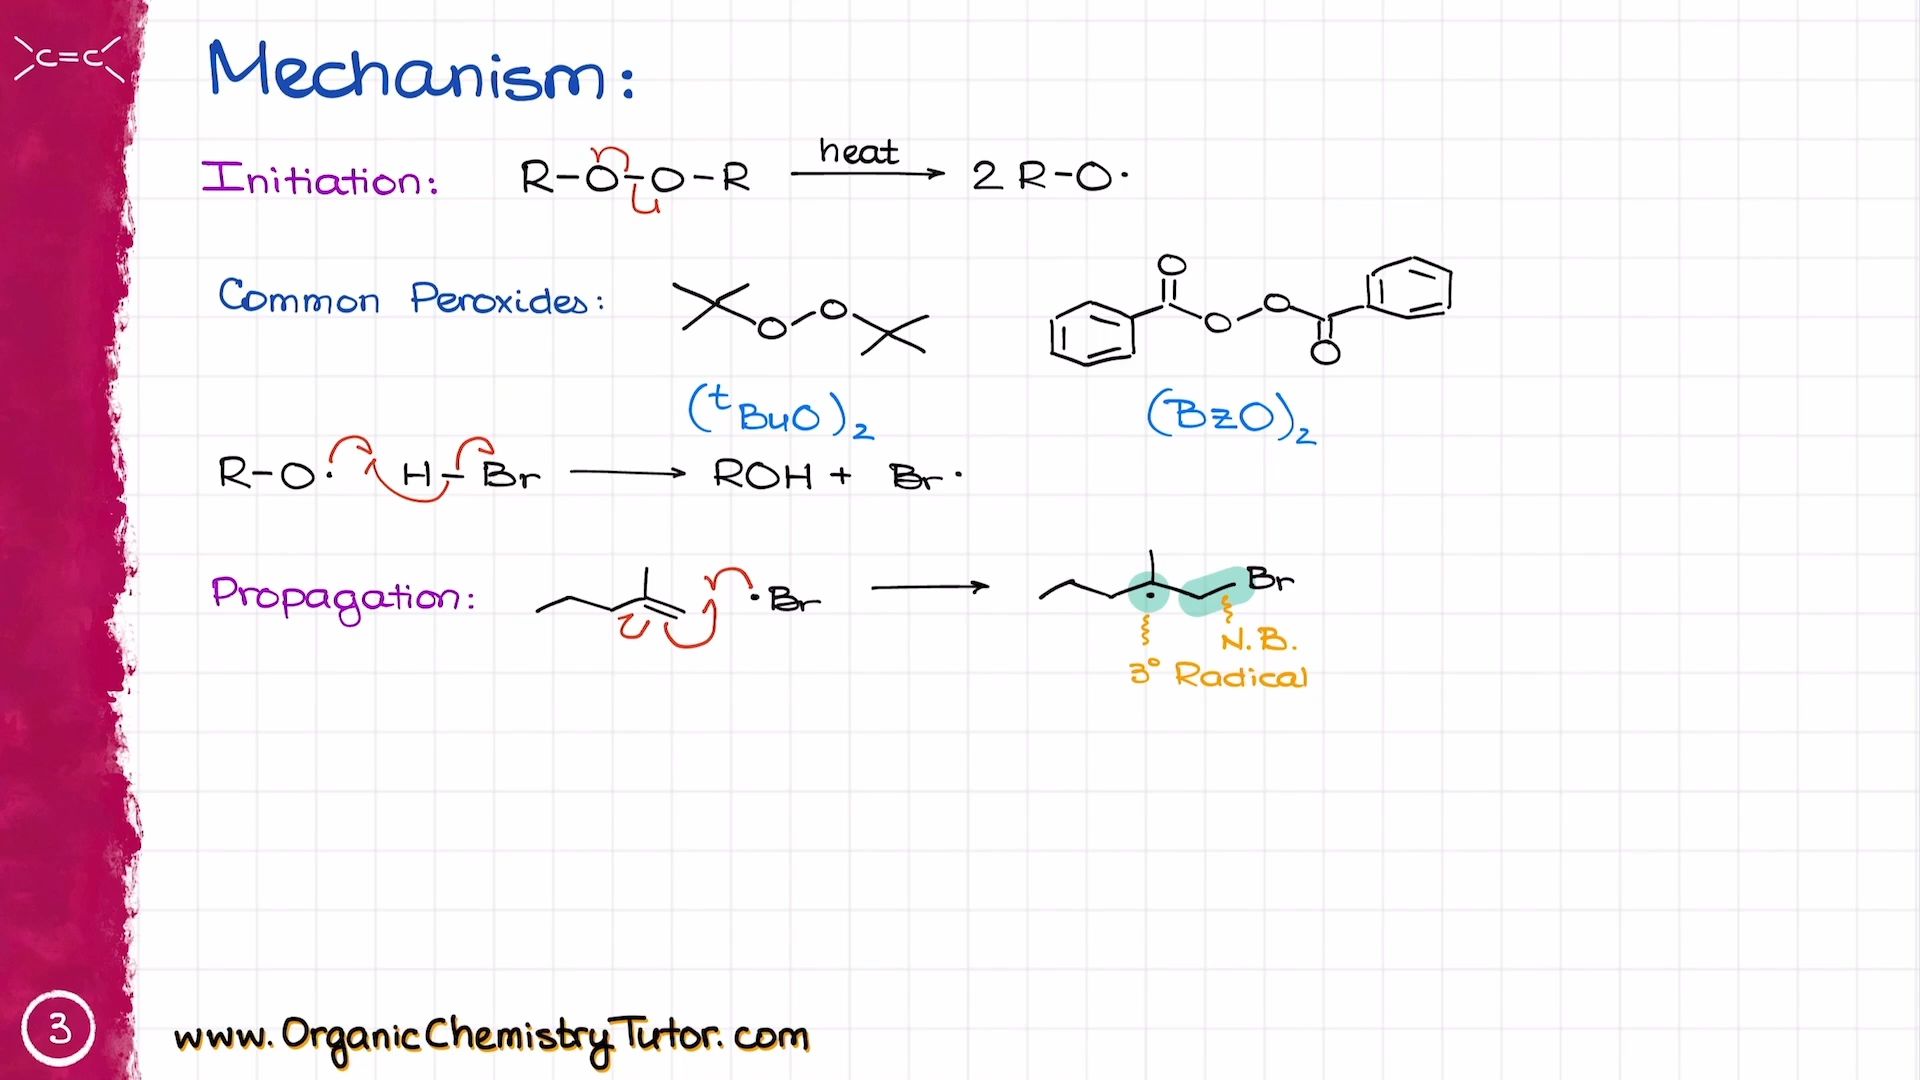 C=C
Mechanism:
Initiation: R-O-O-R heat 2 R-O·
Common Peroxides: O O O O O O
(tBuO)2 (BzO)2
R-O· H-Br ROH + Br·
Propagation: ·Br Br
N.B.
3° Radical
3 www.OrganicChemistryTutor.com